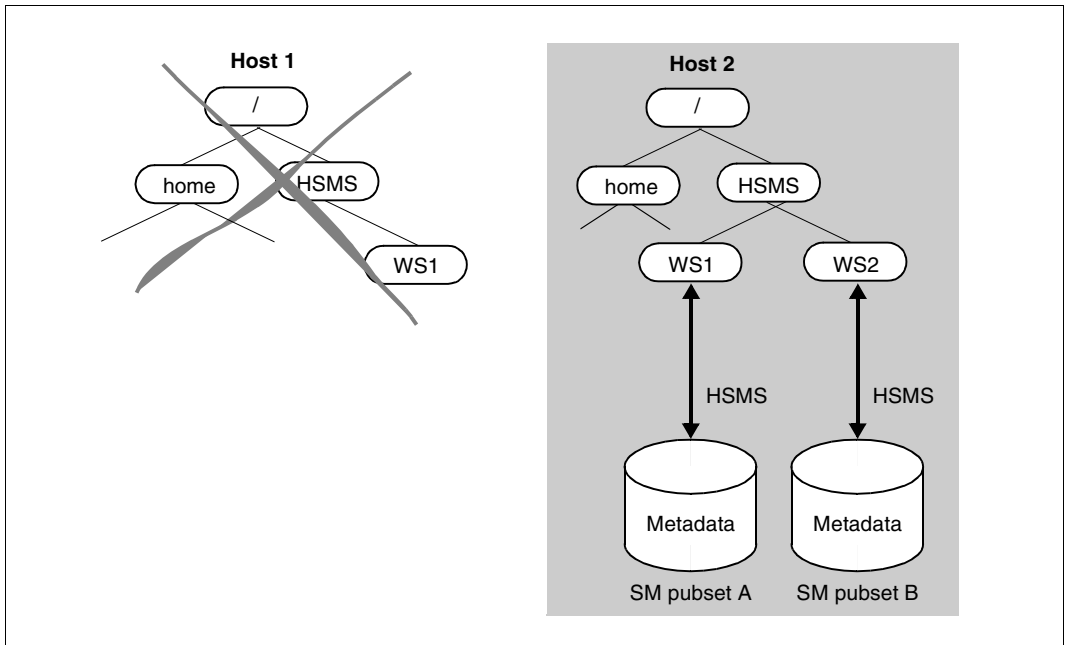 Host 1
/
home
HSMS
WS1
Host 2
/
home
HSMS
WS1
WS2
HSMS
HSMS
Metadata
Metadata
SM pubset A
SM pubset B